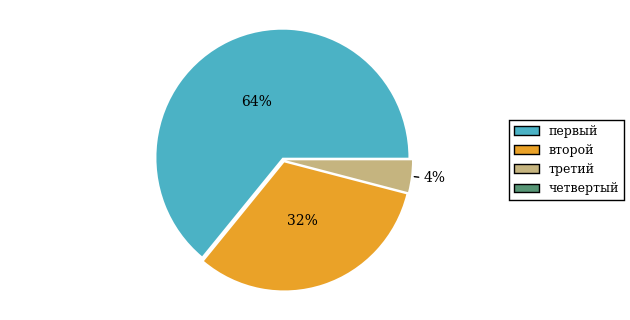 64%
32%
4%
первый
второй
третий
четвертый